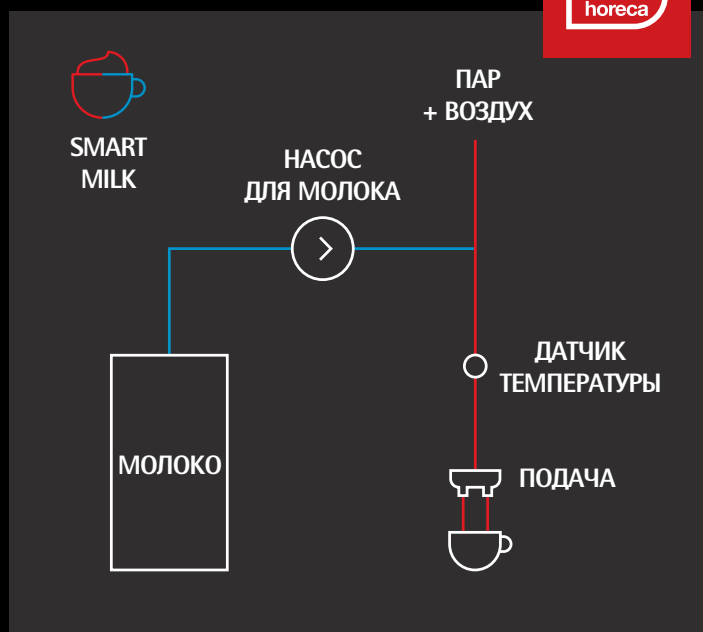 horeca
ПАР
+ ВОЗДУХ
SMART
MILK
НАСОС
ДЛЯ МОЛОКА
ДАТЧИК
ТЕМПЕРАТУРЫ
МОЛОКО
ПОДАЧА